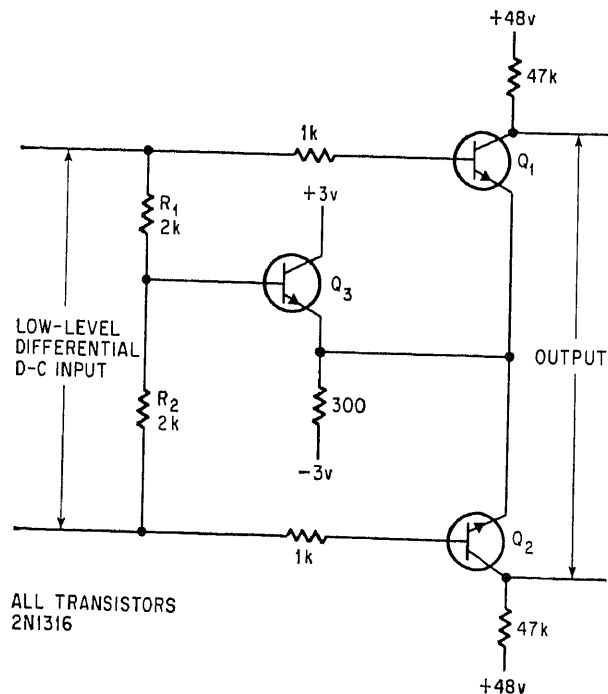 +48v
47k
1k
Q1
+3v
R1
2k
Q3
LOW-LEVEL
DIFFERENTIAL
D-C INPUT
OUTPUT
R2
2k
300
-3v
1k
Q2
ALL TRANSISTORS
2N1316
47k
+48v